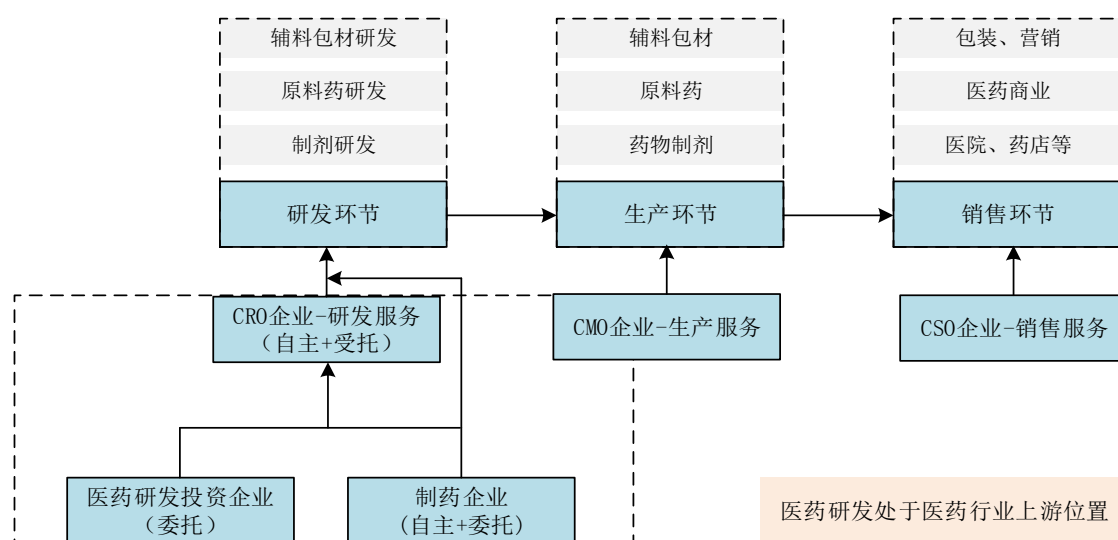 辅料包材研发
辅料包材
包装、营销
原料药研发
原料药
医药商业
制剂研发
药物制剂
医院、药店等
研发环节
生产环节
销售环节
CRO企业-研发服务
（自主+受托）
CMO企业-生产服务
CSO企业-销售服务
医药研发投资企业
（委托）
制药企业
(自主+委托)
医药研发处于医药行业上游位置